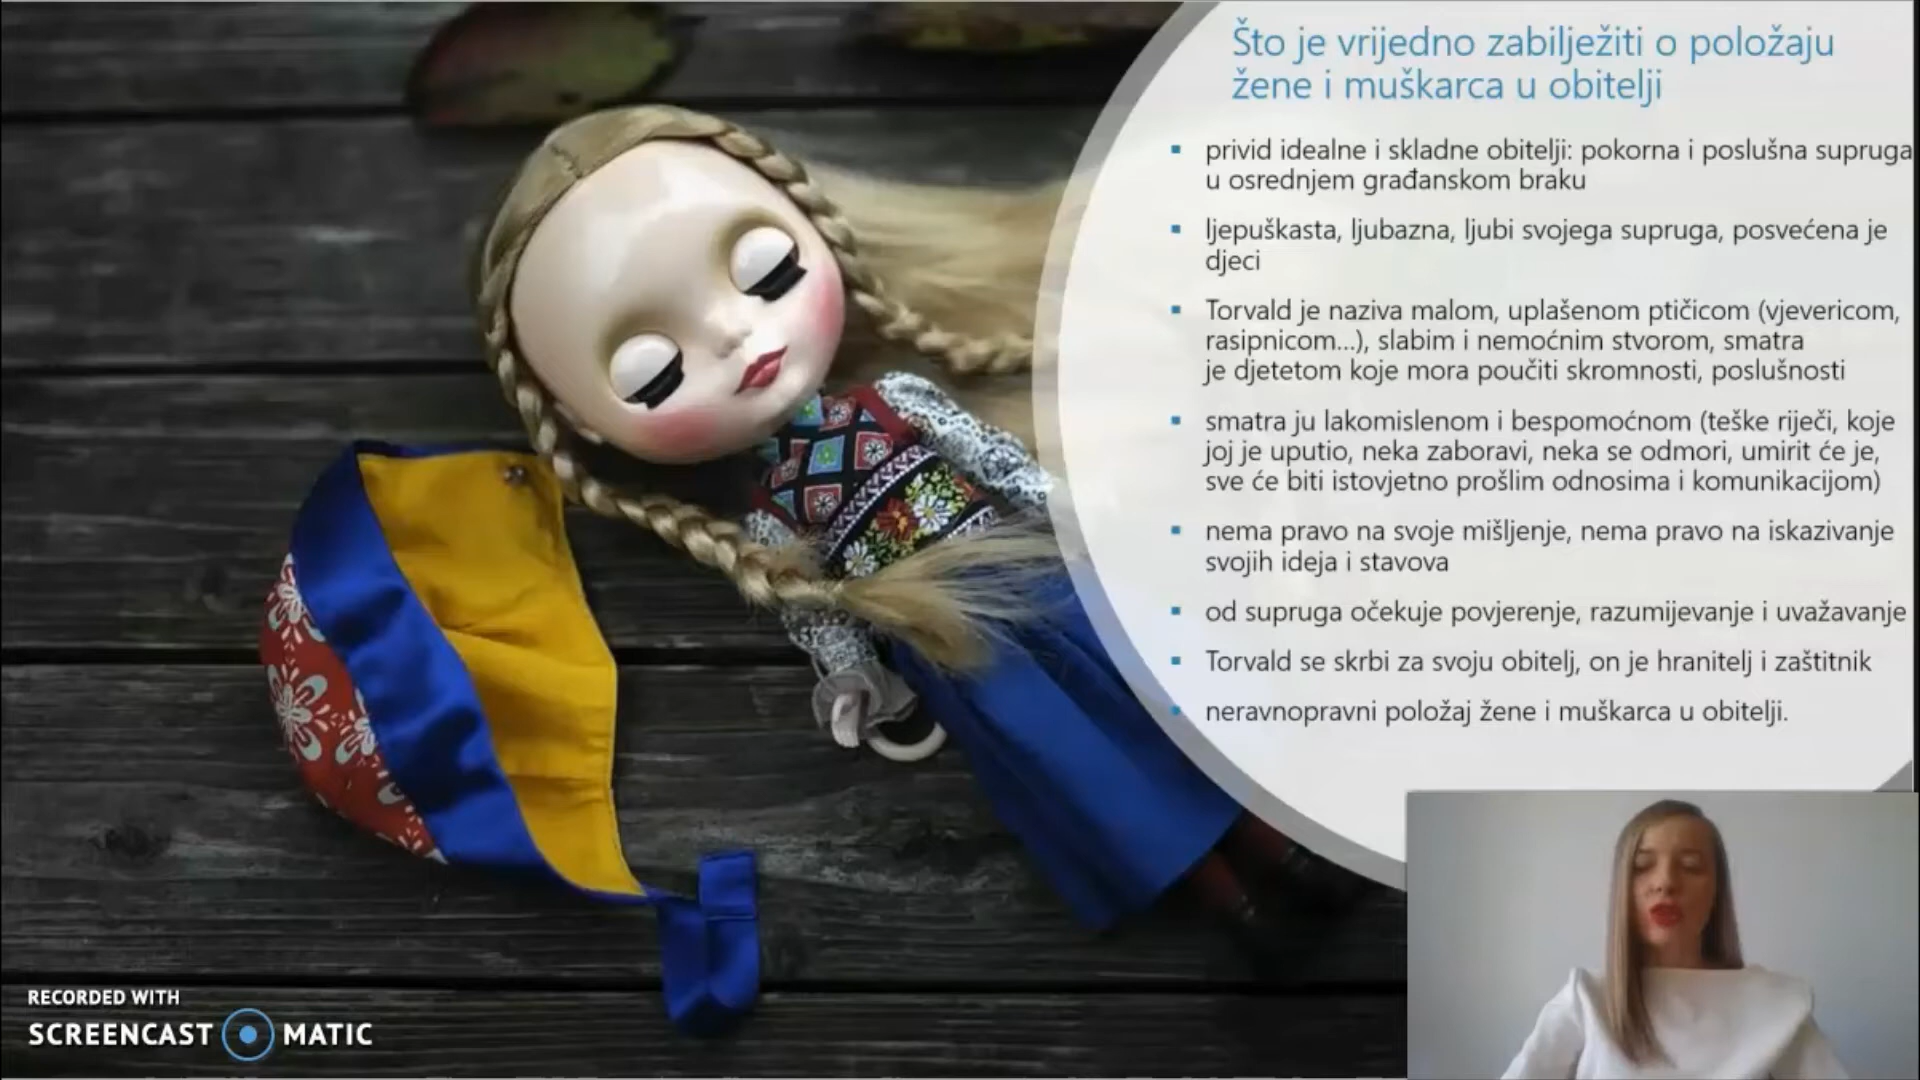 Što je vrijedno zabilježiti o položaju
žene i muškarca u obitelji
privid idealne i skladne obitelji: pokorna i poslušna supruga
u osrednjem građanskom braku
ljepuškasta, ljubazna, ljubi svojega supruga, posvećena je
djeci
Torvald je naziva malom, uplašenom ptičicom (vjevericom,
rasipnicom...), slabim i nemoćnim stvorom, smatra
je djetetom koje mora poučiti skromnosti, poslušnosti
smatra ju lakomislenom i bespomoćnom (teške riječi, koje
joj je uputio, neka zaboravi, neka se odmori, umirit će je,
sve će biti istovjetno prošlim odnosima i komunikacijom)
nema pravo na svoje mišljenje, nema pravo na iskazivanje
svojih ideja i stavova
od supruga očekuje povjerenje, razumijevanje i uvažavanje
Torvald se skrbi za svoju obitelj, on je hranitelj i zaštitnik
neravnopravni položaj žene i muškarca u obitelji.
RECORDED WITH
SCREENCAST MATIC